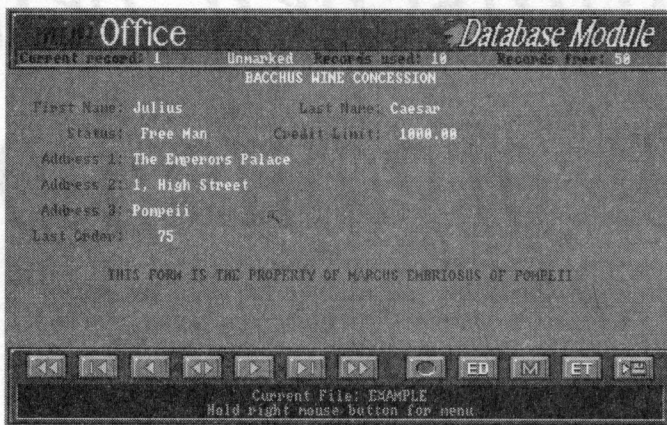 mini Office Database Module
Current record: 1 Unmarked Records used: 10 Records free: 50
BACCHUS WINE CONCESSION
First Name: Julius Last Name: Caesar
Status: Free Man Credit Limit: 1000.00
Address 1: The Emperors Palace
Address 2: 1, High Street
Address 3: Pompeii
Last Order: 75
THIS FORM IS THE PROPERTY OF MARCUS EMBRIOSUS OF POMPEII
ED M ET
Current File: EXAMPLE
Hold right mouse button for menu